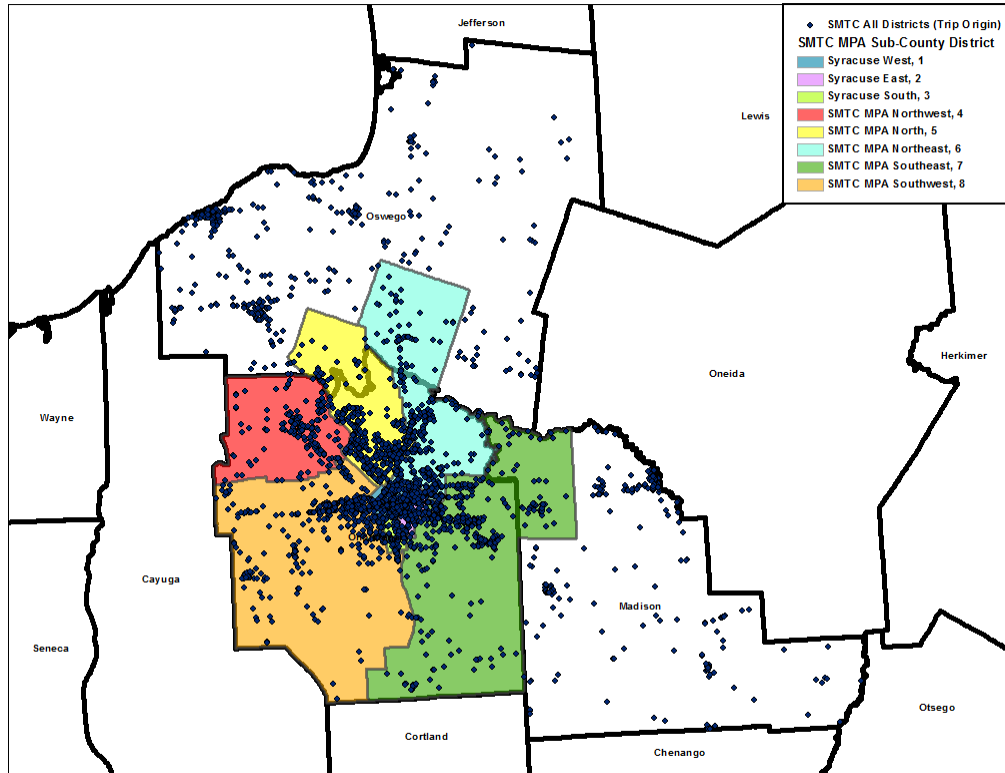 Jefferson
SMTC All Districts (Trip Origin)
SMTC MPA Sub-County District
Syracuse West, 1
Syracuse East, 2
Syracuse South, 3
SMTC MPA Northwest, 4
SMTC MPA North, 5
SMTC MPA Northeast, 6
SMTC MPA Southeast, 7
SMTC MPA Southwest, 8
Lewis
Oswego
Herkimer
Oneida
Wayne
Cayuga
Madison
Seneca
Otsego
Cortland
Chenango